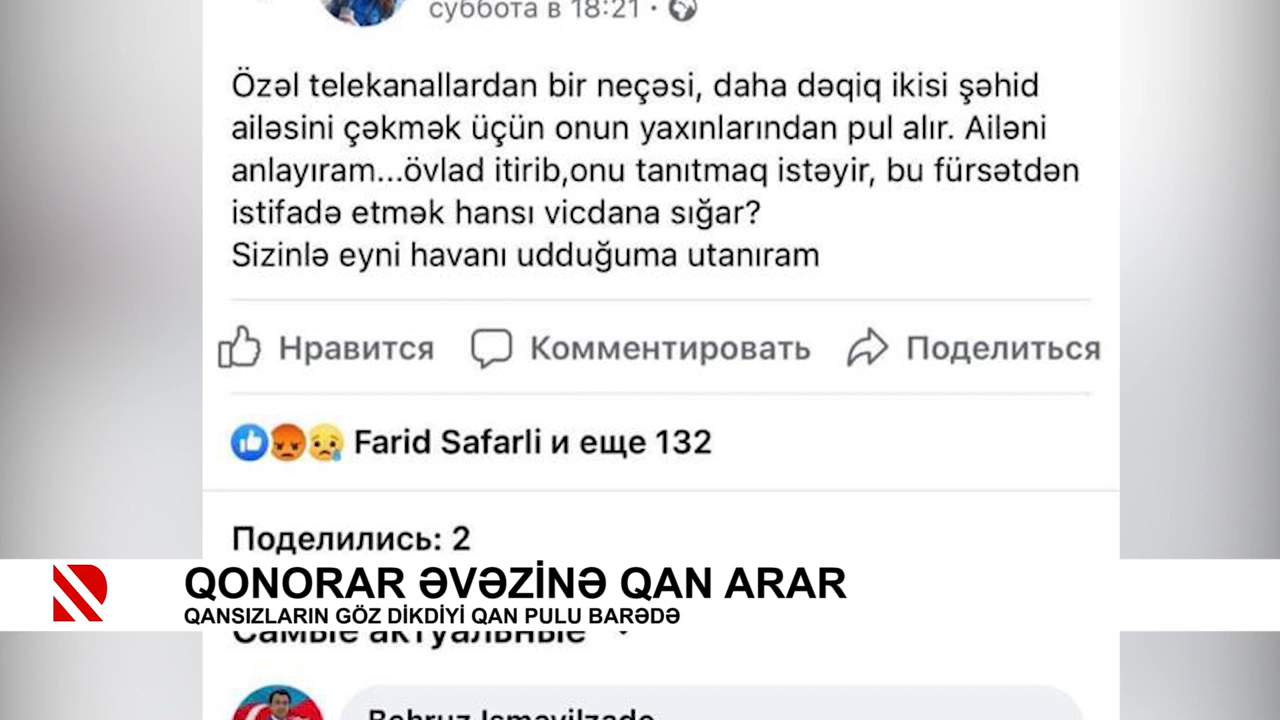 суббота в 18:21 ·
Özəl telekanallardan bir neçəsi, daha dəqiq ikisi şəhid
ailəsini çəkmək üçün onun yaxınlarından pul alır. Ailəni
anlayıram...övlad itirib,onu tanıtmaq istəyir, bu fürsətdən
istifadə etmək hansı vicdana sığar?
Sizinlə eyni havanı udduğuma utanıram
Нравится Комментировать Поделиться
Farid Safarli и еще 132
Поделились: 2
QONORAR ƏVƏZİNƏ QAN ARAR
QANSIZLARIN GÖZ DİKDİYİ QAN PULU BARƏDƏ
Самые актуальные
Behruz Ismayilzade